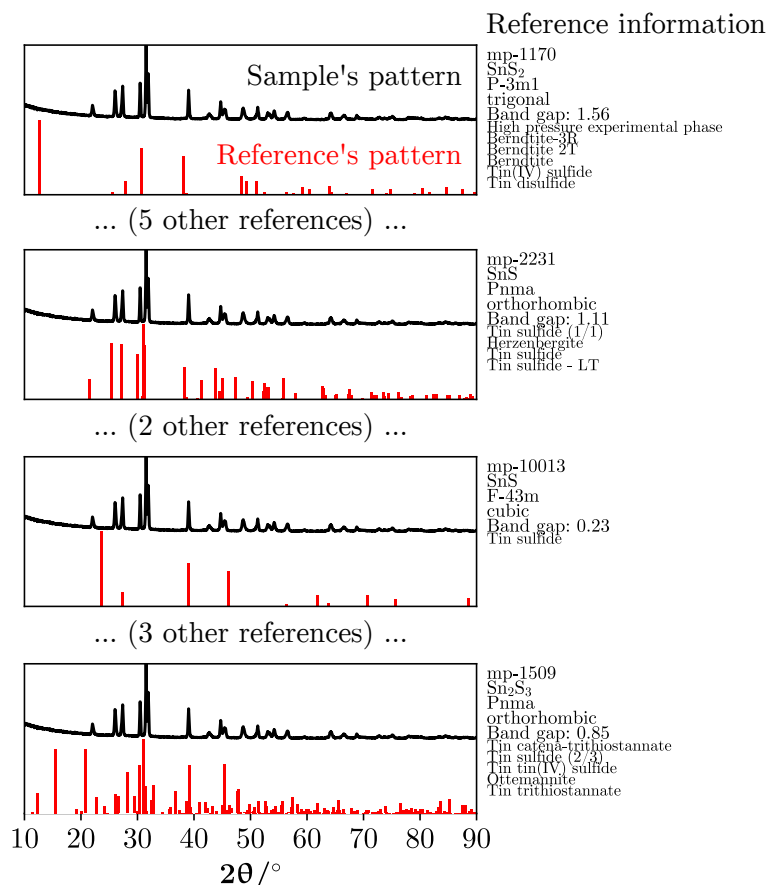 Reference information
Sample's pattern
Reference's pattern
mp-1170
SnS₂
P-3m1
trigonal
Band gap: 1.56
High pressure experimental phase
Berndtite-3R
Berndtite 2T
Berndtite
Tin(IV) sulfide
Tin disulfide
... (5 other references) ...
mp-2231
SnS
Pnma
orthorhombic
Band gap: 1.11
Tin sulfide (1/1)
Herzenbergite
Tin sulfide
Tin sulfide - LT
... (2 other references) ...
mp-10013
SnS
F-43m
cubic
Band gap: 0.23
Tin sulfide
... (3 other references) ...
mp-1509
Sn₂S₃
Pnma
orthorhombic
Band gap: 0.85
Tin catena-trithiostannate
Tin sulfide (2/3)
Tin tin(IV) sulfide
Ottemannite
Tin trithiostannate
10 20 30 40 50 60 70 80 90
2θ/°